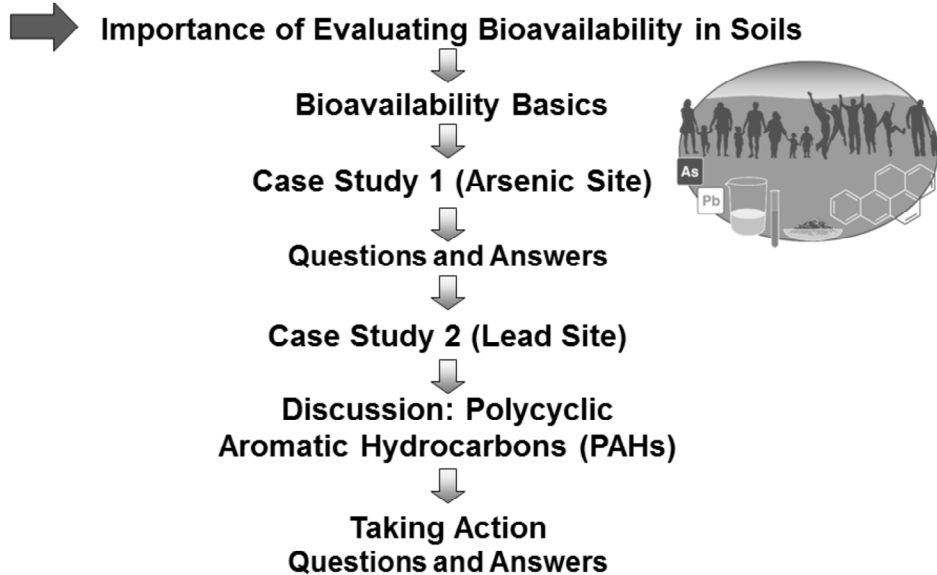 Importance of Evaluating Bioavailability in Soils
Bioavailability Basics
Case Study 1 (Arsenic Site)
Questions and Answers
Case Study 2 (Lead Site)
Discussion: Polycyclic
Aromatic Hydrocarbons (PAHs)
Taking Action
Questions and Answers
As
Pb